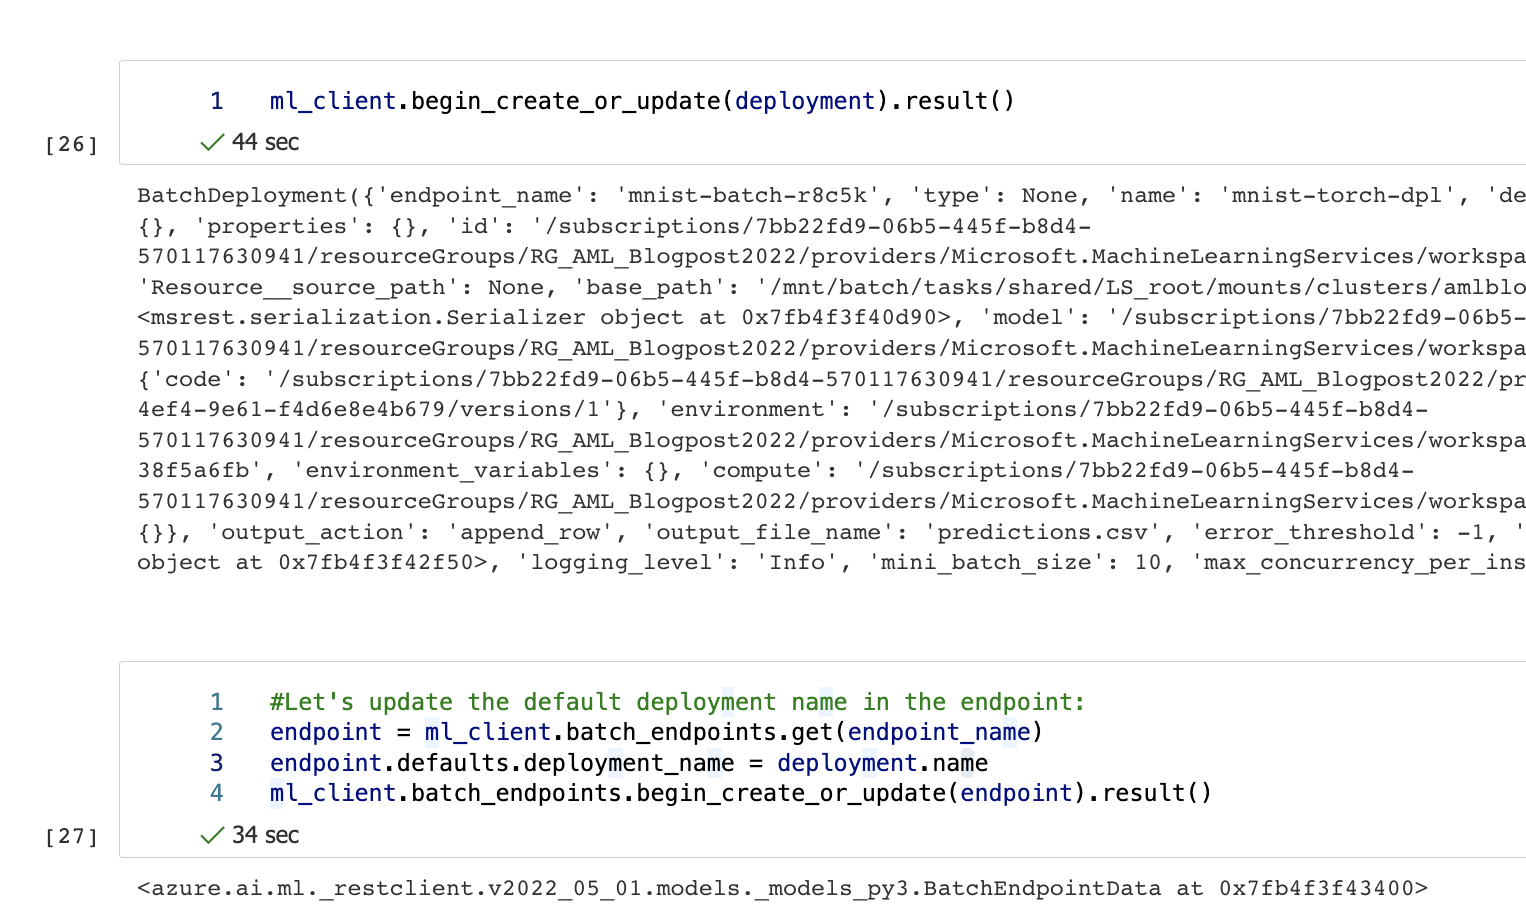 1 ml_client.begin_create_or_update(deployment).result()
[26] ✓ 44 sec
BatchDeployment({'endpoint_name': 'mnist-batch-r8c5k', 'type': None, 'name': 'mnist-torch-dpl', 'de
{}, 'properties': {}, 'id': '/subscriptions/7bb22fd9-06b5-445f-b8d4-
570117630941/resourceGroups/RG_AML_Blogpost2022/providers/Microsoft.MachineLearningServices/workspa
'Resource__source_path': None, 'base_path': '/mnt/batch/tasks/shared/LS_root/mounts/clusters/amlblo
<msrest.serialization.Serializer object at 0x7fb4f3f40d90>, 'model': '/subscriptions/7bb22fd9-06b5-
570117630941/resourceGroups/RG_AML_Blogpost2022/providers/Microsoft.MachineLearningServices/workspa
{'code': '/subscriptions/7bb22fd9-06b5-445f-b8d4-570117630941/resourceGroups/RG_AML_Blogpost2022/pr
4ef4-9e61-f4d6e8e4b679/versions/1'}, 'environment': '/subscriptions/7bb22fd9-06b5-445f-b8d4-
570117630941/resourceGroups/RG_AML_Blogpost2022/providers/Microsoft.MachineLearningServices/workspa
38f5a6fb', 'environment_variables': {}, 'compute': '/subscriptions/7bb22fd9-06b5-445f-b8d4-
570117630941/resourceGroups/RG_AML_Blogpost2022/providers/Microsoft.MachineLearningServices/workspa
{}}, 'output_action': 'append_row', 'output_file_name': 'predictions.csv', 'error_threshold': -1, '
object at 0x7fb4f3f42f50>, 'logging_level': 'Info', 'mini_batch_size': 10, 'max_concurrency_per_ins
1 #Let's update the default deployment name in the endpoint:
2 endpoint = ml_client.batch_endpoints.get(endpoint_name)
3 endpoint.defaults.deployment_name = deployment.name
4 ml_client.batch_endpoints.begin_create_or_update(endpoint).result()
[27] ✓ 34 sec
<azure.ai.ml._restclient.v2022_05_01.models._models_py3.BatchEndpointData at 0x7fb4f3f43400>